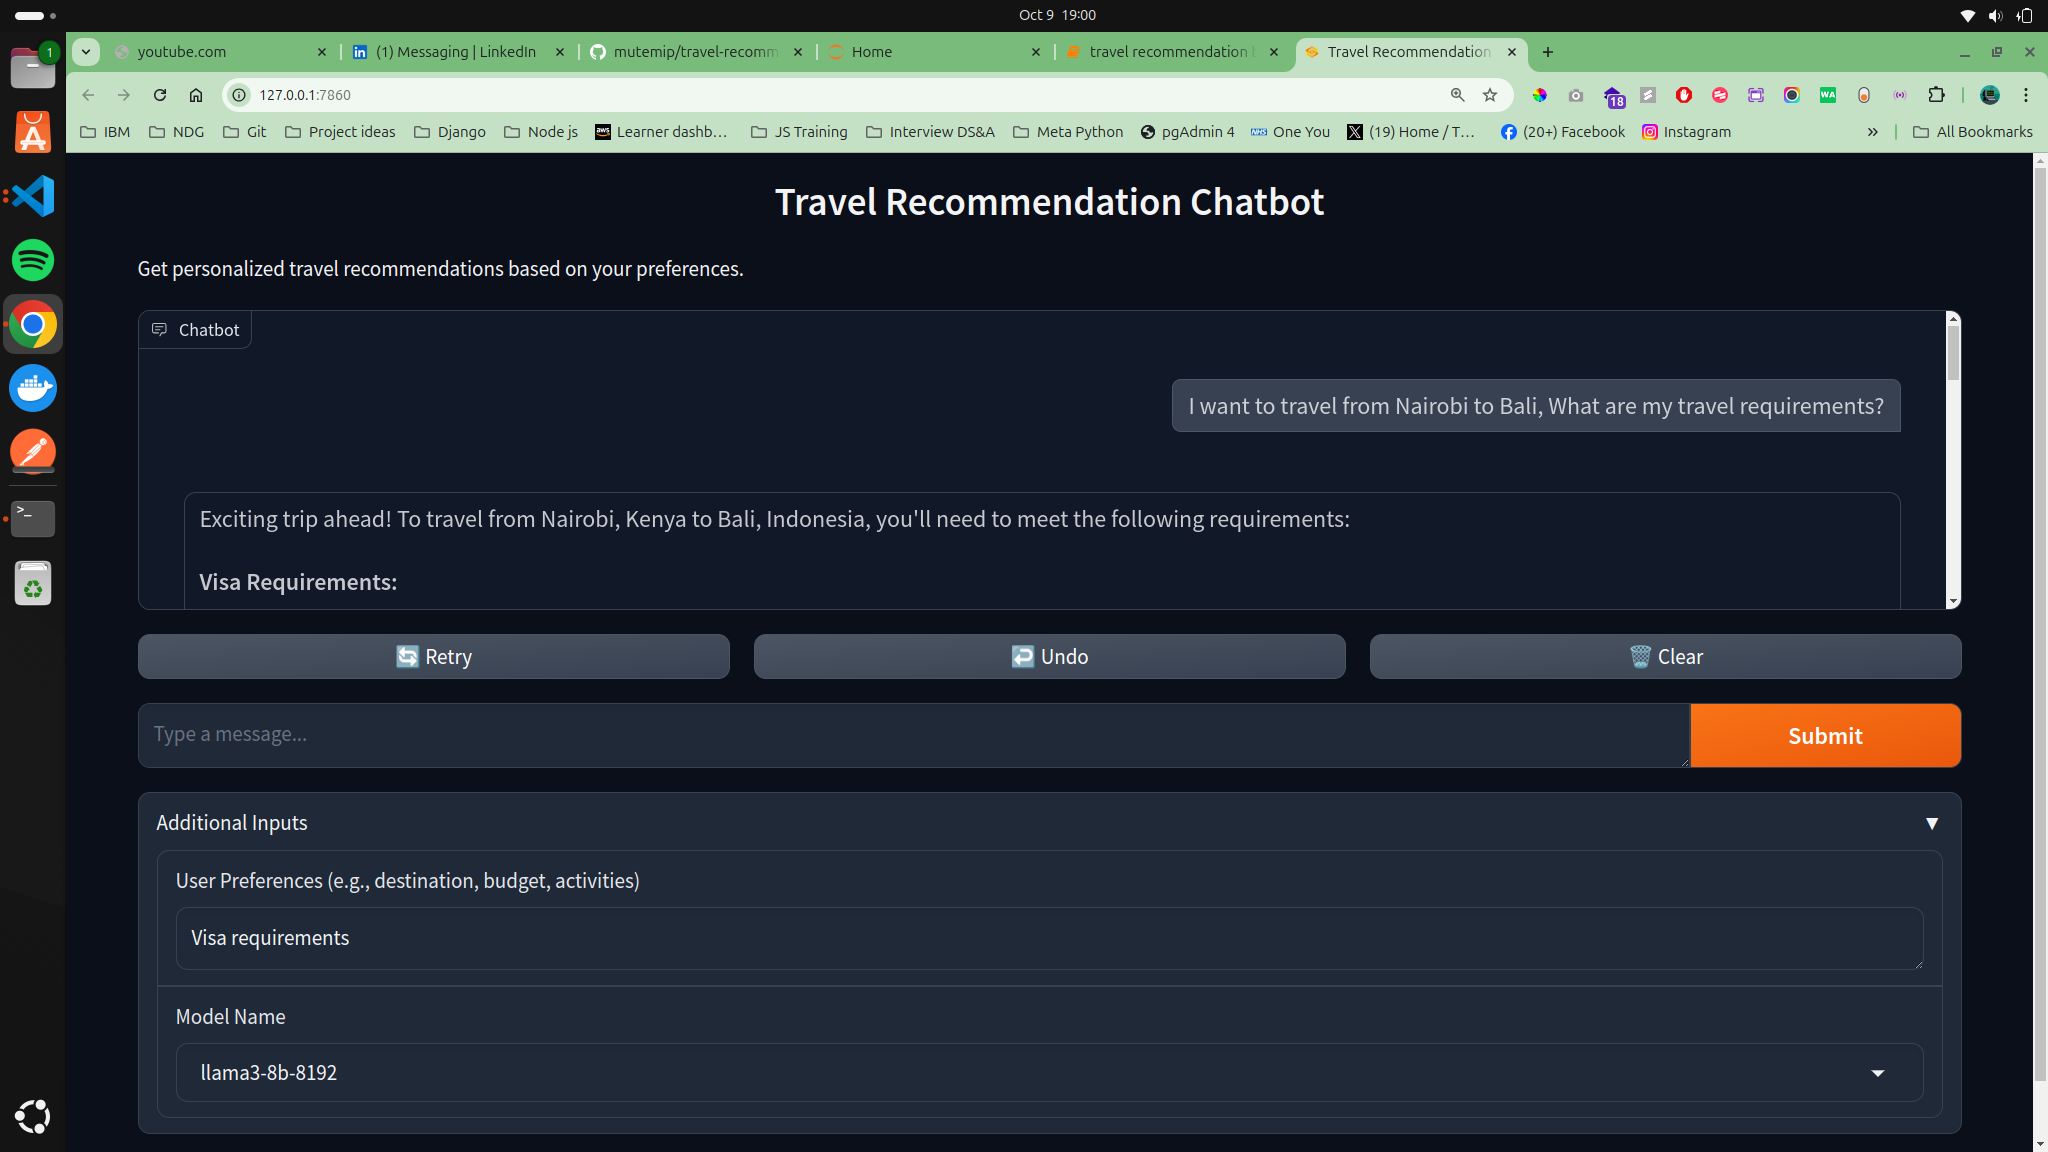 Oct 9 19:00
1
youtube.com
(1) Messaging | LinkedIn
mutemip/travel-recomm
Home
travel recommendation
Travel Recommendation
127.0.0.1:7860
18
WA
IBM
NDG
Git
Project ideas
Django
Node js
aws
Learner dashb…
JS Training
Interview DS&A
Meta Python
pgAdmin 4
One You
(19) Home / T…
(20+) Facebook
Instagram
»
All Bookmarks
Travel Recommendation Chatbot
Get personalized travel recommendations based on your preferences.
Chatbot
I want to travel from Nairobi to Bali, What are my travel requirements?
Exciting trip ahead! To travel from Nairobi, Kenya to Bali, Indonesia, you'll need to meet the following requirements:
Visa Requirements:
Retry
Undo
Clear
Type a message...
Submit
Additional Inputs
User Preferences (e.g., destination, budget, activities)
Visa requirements
Model Name
llama3-8b-8192